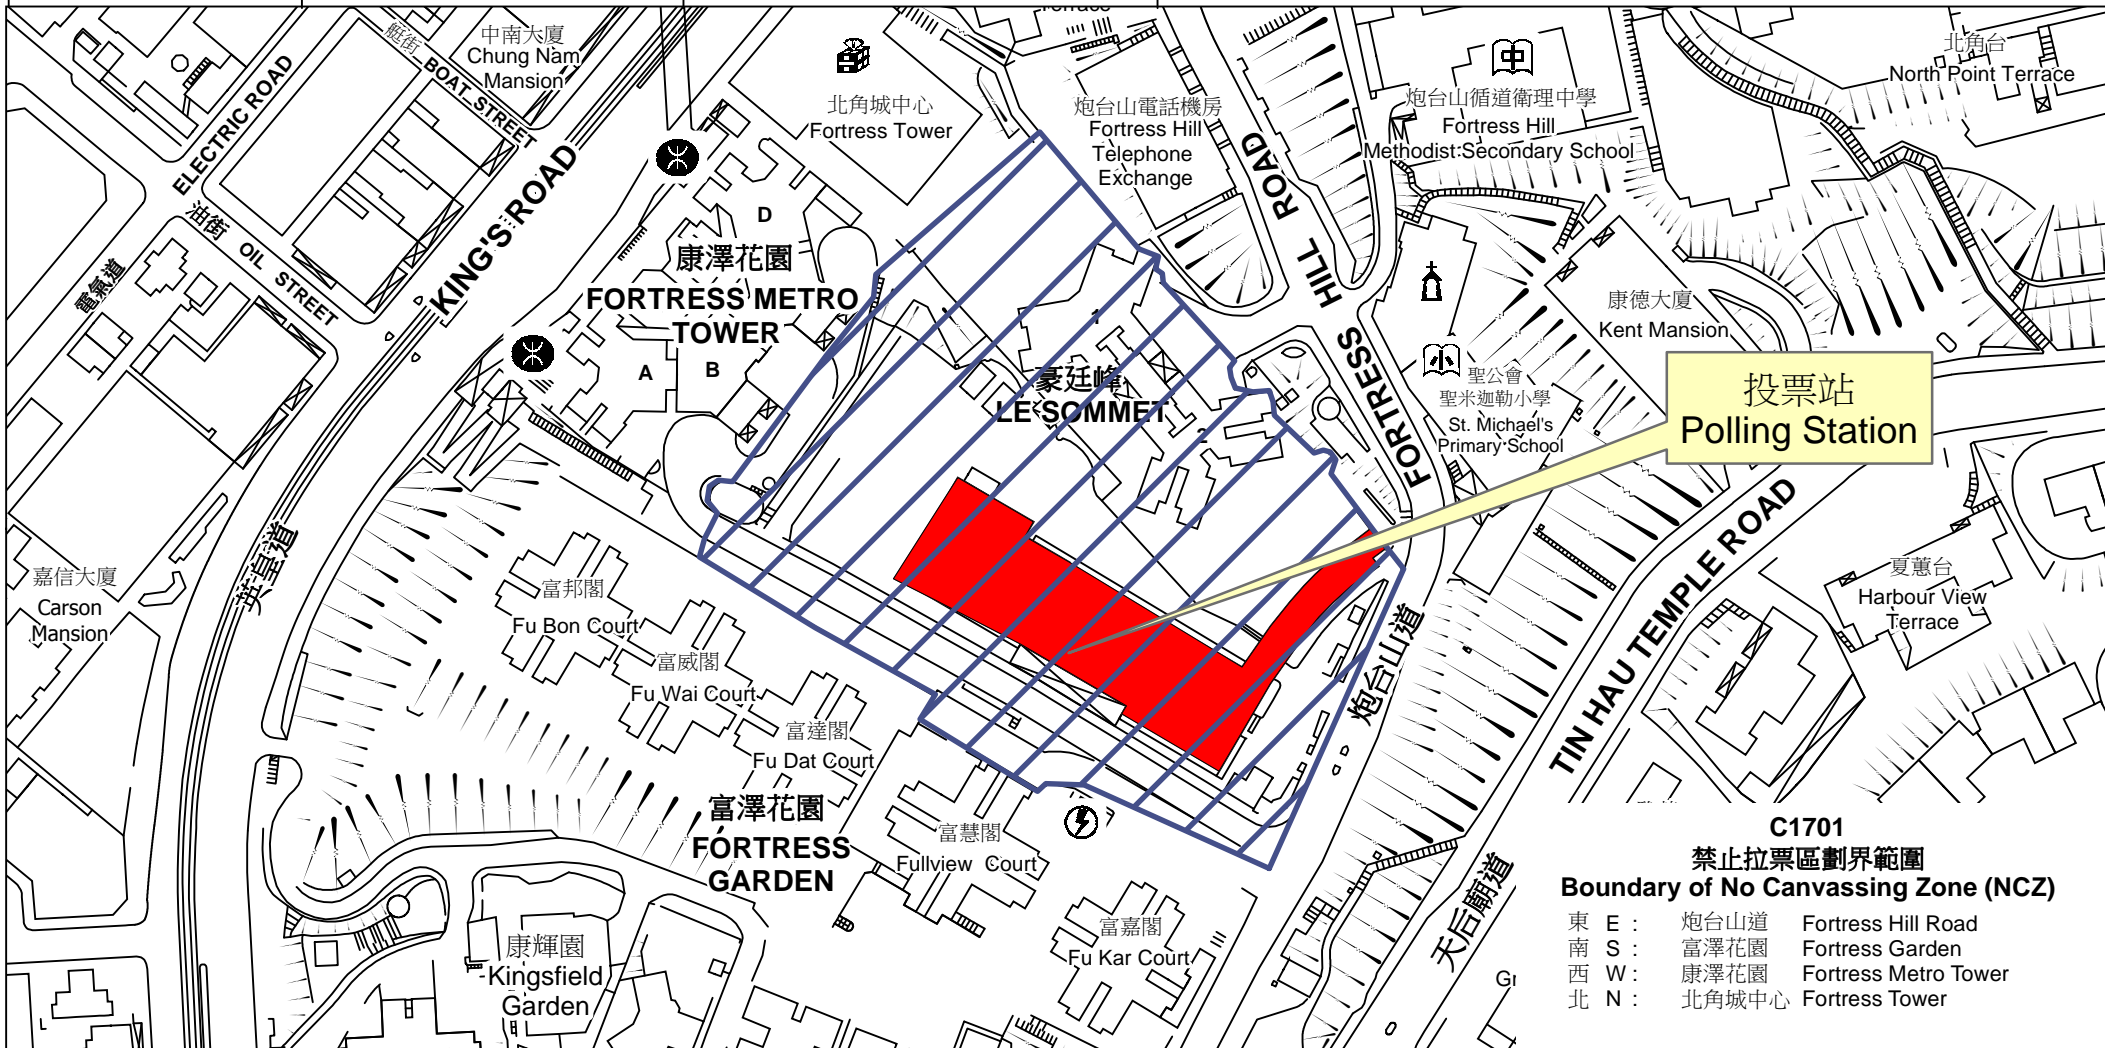 中南大廈
Chung Nam
Mansion
艇街 BOAT STREET
ELECTRIC ROAD
油街 OIL STREET
電氣道
KING'S ROAD
英皇道
嘉信大廈
Carson
Mansion
北角城中心
Fortress Tower
D
康澤花園
FORTRESS METRO
TOWER
A
B
Terrace
炮台山電話機房
Fortress Hill
Telephone
Exchange
FORTRESS HILL ROAD
中
炮台山循道衛理中學
Fortress Hill
Methodist Secondary School
北角台
North Point Terrace
康德大廈
Kent Mansion
小
聖公會
聖米迦勒小學
St. Michael's
Primary School
1
豪廷峰
LE SOMMET
2
FORTRESS
投票站
Polling Station
富邦閣
Fu Bon Court
富威閣
Fu Wai Court
富達閣
Fu Dat Court
富澤花園
FORTRESS
GARDEN
富慧閣
Fullview Court
富嘉閣
Fu Kar Court
康輝園
Kingsfield
Garden
炮台山道
TIN HAU TEMPLE ROAD
天后廟道
夏蕙台
Harbour View
Terrace
C1701
禁止拉票區劃界範圍
Boundary of No Canvassing Zone (NCZ)
東 E : 炮台山道 Fortress Hill Road
南 S : 富澤花園 Fortress Garden
西 W : 康澤花園 Fortress Metro Tower
北 N : 北角城中心 Fortress Tower